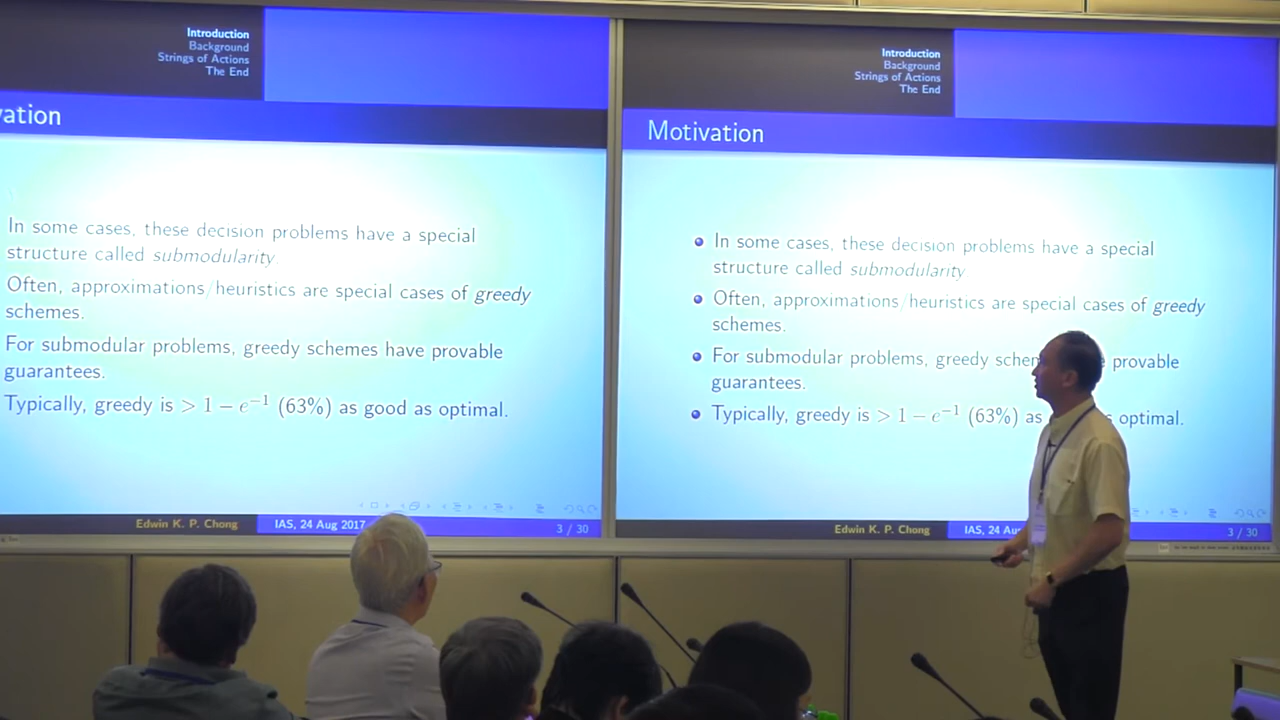 Introduction
Background
Strings of Actions
The End
vation
In some cases, these decision problems have a special
structure called submodularity.
Often, approximations/heuristics are special cases of greedy
schemes.
For submodular problems, greedy schemes have provable
guarantees.
Typically, greedy is > 1 − e⁻¹ (63%) as good as optimal.
Edwin K. P. Chong
IAS, 24 Aug 2017
3 / 30
Introduction
Background
Strings of Actions
The End
Motivation
In some cases, these decision problems have a special
structure called submodularity.
Often, approximations/heuristics are special cases of greedy
schemes.
For submodular problems, greedy schem provable
guarantees.
Typically, greedy is > 1 − e⁻¹ (63%) as optimal.
Edwin K. P. Chong
IAS, 24 Au
3 / 30